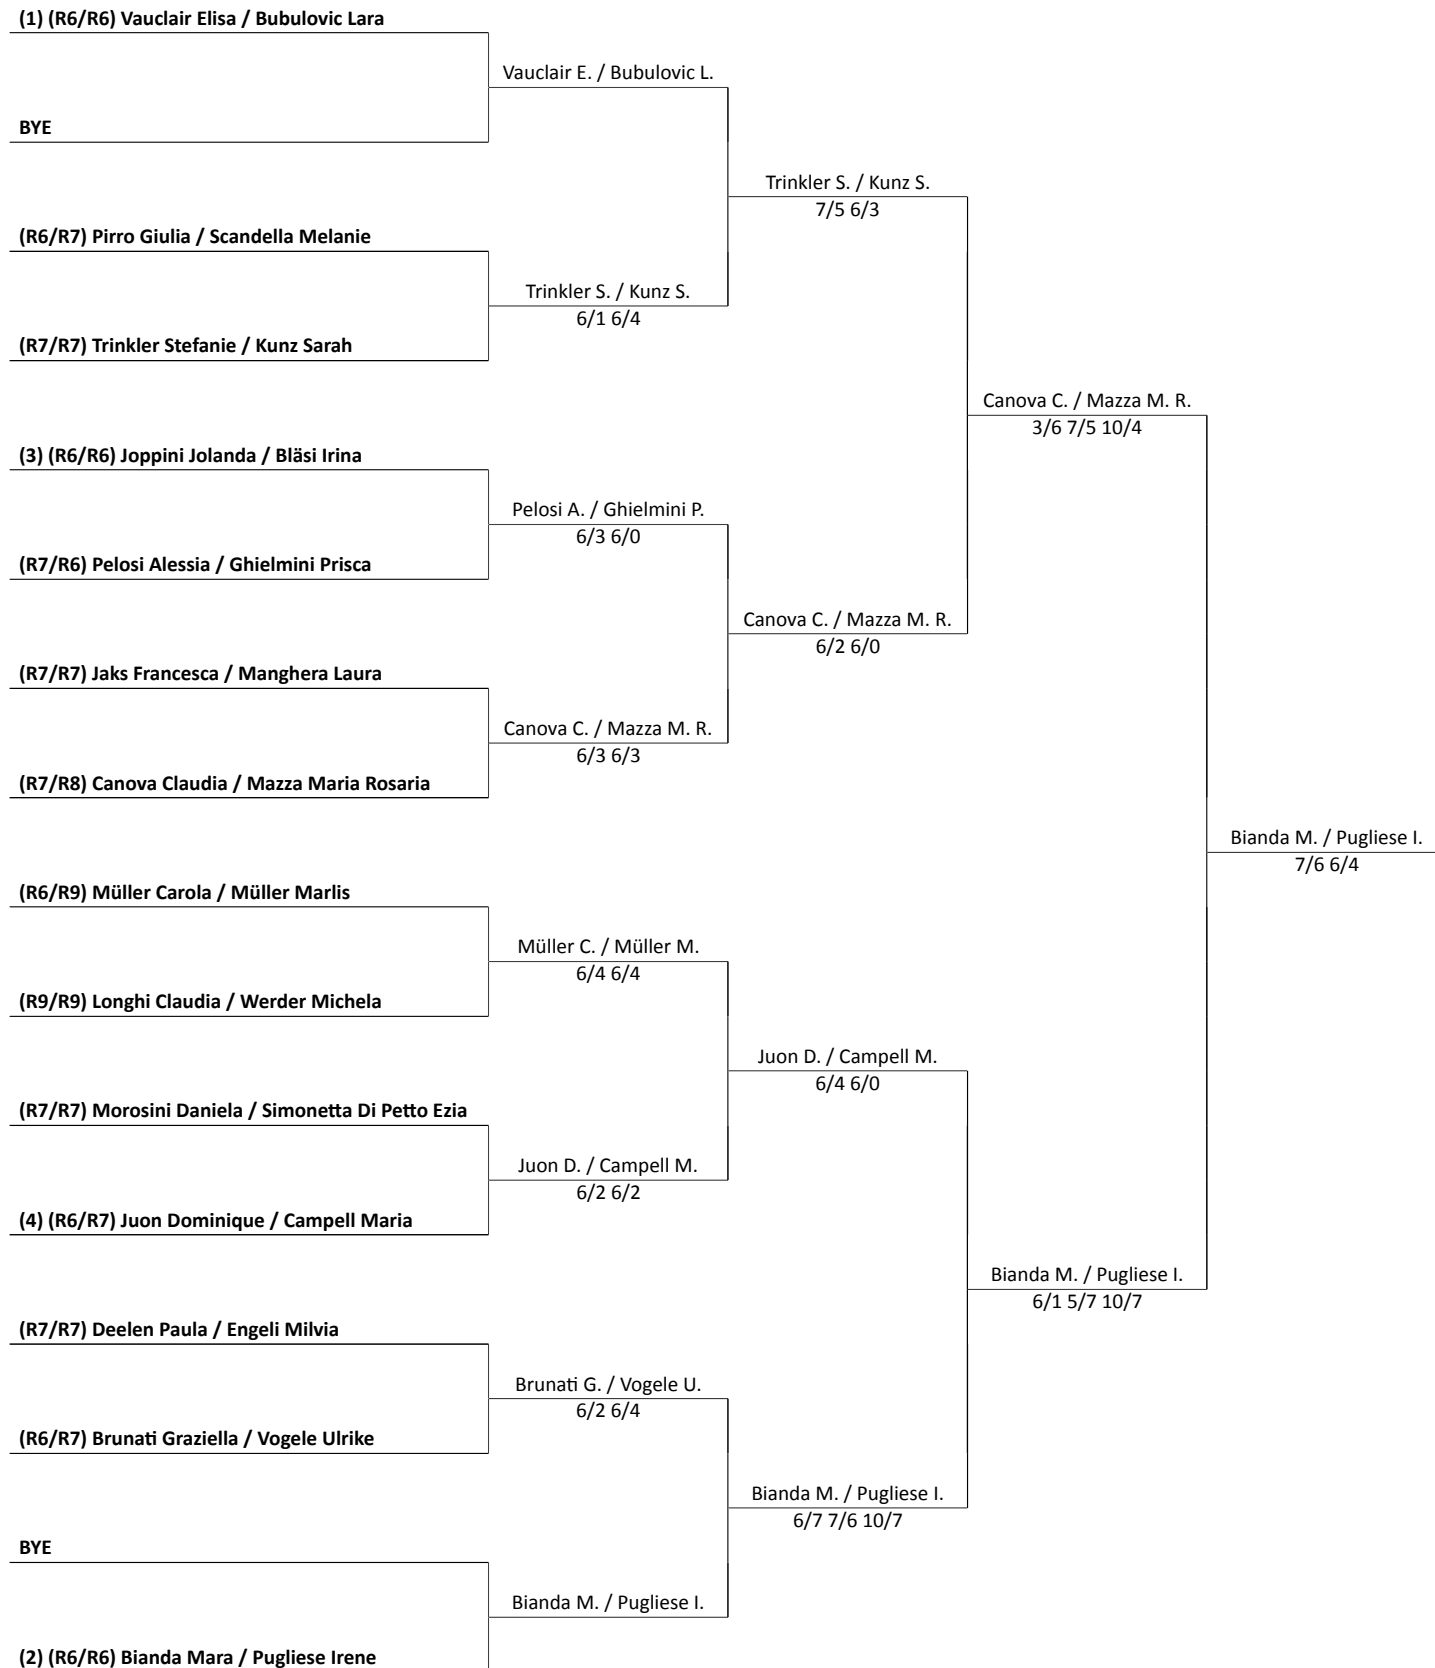 (1) (R6/R6) Vauclair Elisa / Bubulovic Lara
Vauclair E. / Bubulovic L.
BYE
Trinkler S. / Kunz S.
7/5 6/3
(R6/R7) Pirro Giulia / Scandella Melanie
Trinkler S. / Kunz S.
6/1 6/4
(R7/R7) Trinkler Stefanie / Kunz Sarah
Canova C. / Mazza M. R.
3/6 7/5 10/4
(3) (R6/R6) Joppini Jolanda / Bläsi Irina
Pelosi A. / Ghielmini P.
6/3 6/0
(R7/R6) Pelosi Alessia / Ghielmini Prisca
Canova C. / Mazza M. R.
6/2 6/0
(R7/R7) Jaks Francesca / Manghera Laura
Canova C. / Mazza M. R.
6/3 6/3
(R7/R8) Canova Claudia / Mazza Maria Rosaria
Bianda M. / Pugliese I.
7/6 6/4
(R6/R9) Müller Carola / Müller Marlis
Müller C. / Müller M.
6/4 6/4
(R9/R9) Longhi Claudia / Werder Michela
Juon D. / Campell M.
6/4 6/0
(R7/R7) Morosini Daniela / Simonetta Di Petto Ezia
Juon D. / Campell M.
6/2 6/2
(4) (R6/R7) Juon Dominique / Campell Maria
Bianda M. / Pugliese I.
6/1 5/7 10/7
(R7/R7) Deelen Paula / Engeli Milvia
Brunati G. / Vogele U.
6/2 6/4
(R6/R7) Brunati Graziella / Vogele Ulrike
Bianda M. / Pugliese I.
6/7 7/6 10/7
BYE
Bianda M. / Pugliese I.
(2) (R6/R6) Bianda Mara / Pugliese Irene